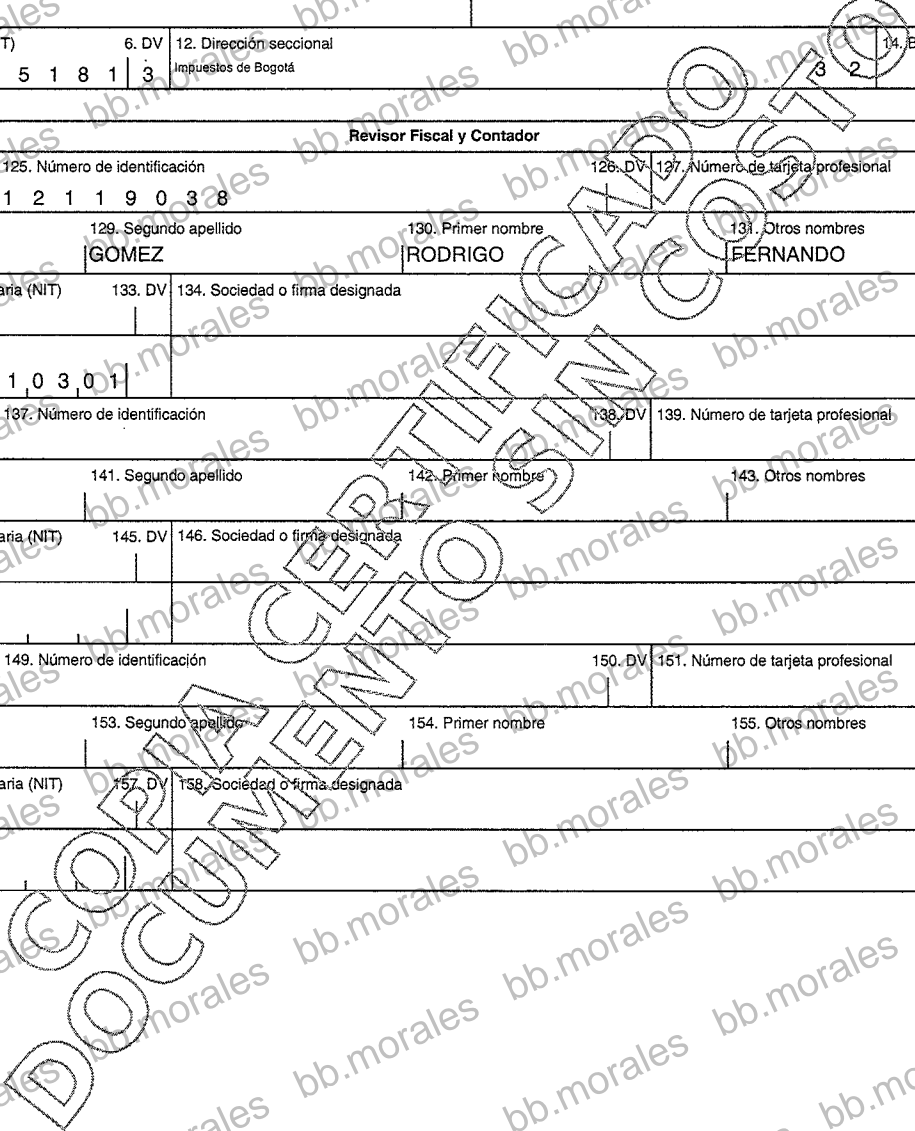 T) 6. DV 12. Dirección seccional 14. B
5 1 8 1 3 Impuestos de Bogotá 3 2
Revisor Fiscal y Contador
125. Número de identificación 126. DV 127. Número de tarjeta profesional
1 2 1 1 9 0 3 8
129. Segundo apellido 130. Primer nombre 131. Otros nombres
GOMEZ RODRIGO FERNANDO
aria (NIT) 133. DV 134. Sociedad o firma designada
1 0 3 0 1
137. Número de identificación 138. DV 139. Número de tarjeta profesional
141. Segundo apellido 142. Primer nombre 143. Otros nombres
aria (NIT) 145. DV 146. Sociedad o firma designada
149. Número de identificación 150. DV 151. Número de tarjeta profesional
153. Segundo apellido 154. Primer nombre 155. Otros nombres
aria (NIT) 157. DV 158. Sociedad o firma designada
COPIA CERTIFICADO
DOCUMENTO SIN COSTO
bb.morales